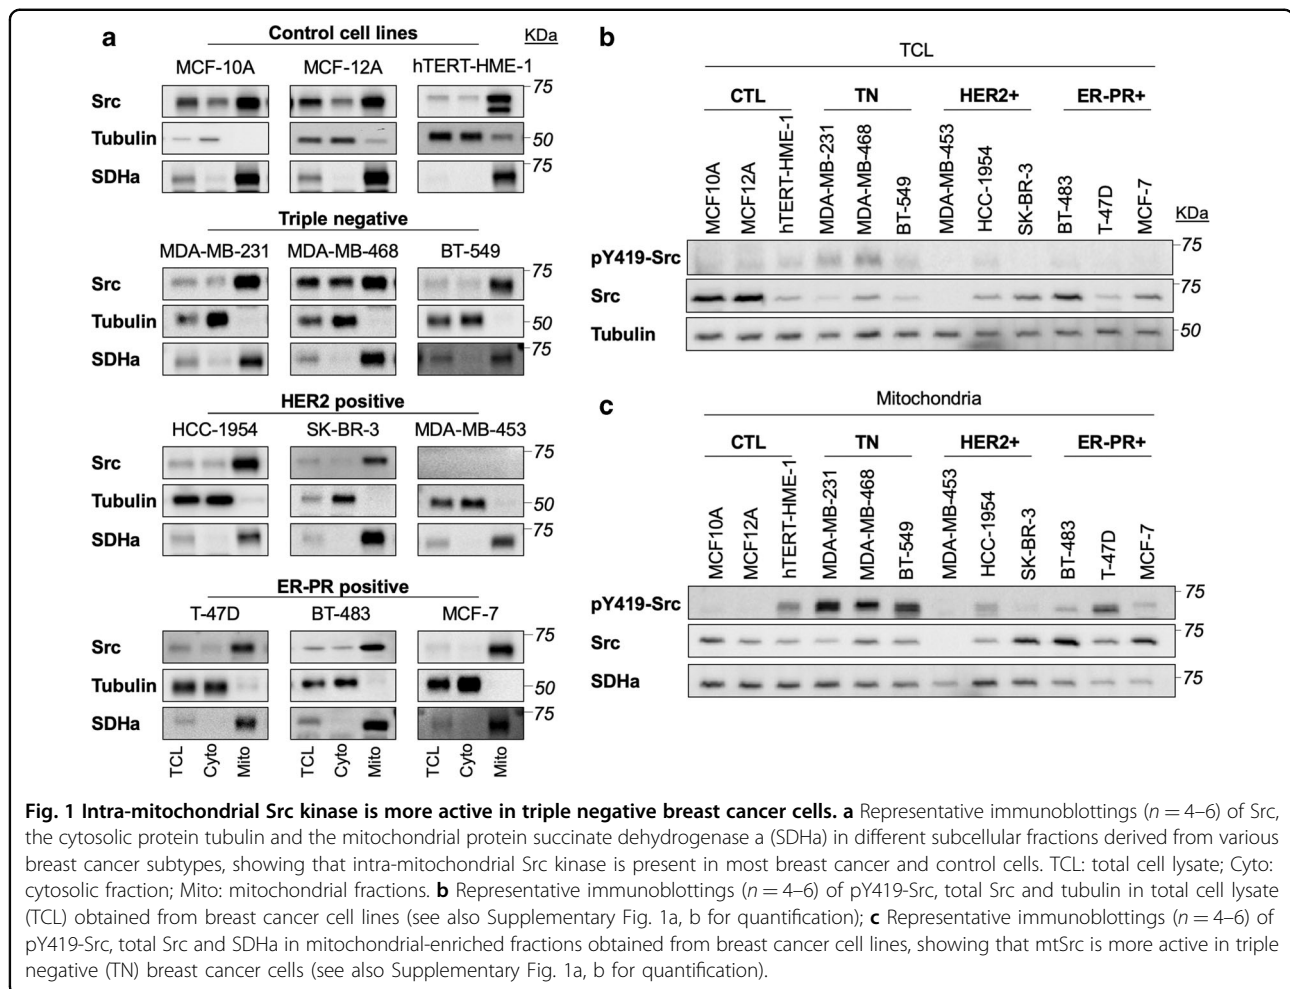 a
Control cell lines
KDa
MCF-10A MCF-12A hTERT-HME-1
Src 75
Tubulin 50
SDHa 75
Triple negative
MDA-MB-231 MDA-MB-468 BT-549
Src 75
Tubulin 50
SDHa 75
HER2 positive
HCC-1954 SK-BR-3 MDA-MB-453
Src 75
Tubulin 50
SDHa 75
ER-PR positive
T-47D BT-483 MCF-7
Src 75
Tubulin 50
SDHa 75
TCL Cyto Mito TCL Cyto Mito TCL Cyto Mito
b
TCL
CTL TN HER2+ ER-PR+
MCF10A MCF12A hTERT-HME-1 MDA-MB-231 MDA-MB-468 BT-549 MDA-MB-453 HCC-1954 SK-BR-3 BT-483 T-47D MCF-7
KDa
pY419-Src 75
Src 75
Tubulin 50
c
Mitochondria
CTL TN HER2+ ER-PR+
MCF10A MCF12A hTERT-HME-1 MDA-MB-231 MDA-MB-468 BT-549 MDA-MB-453 HCC-1954 SK-BR-3 BT-483 T-47D MCF-7
pY419-Src 75
Src 75
SDHa 75
Fig. 1 Intra-mitochondrial Src kinase is more active in triple negative breast cancer cells. a Representative immunoblottings (n = 4–6) of Src,
the cytosolic protein tubulin and the mitochondrial protein succinate dehydrogenase a (SDHa) in different subcellular fractions derived from various
breast cancer subtypes, showing that intra-mitochondrial Src kinase is present in most breast cancer and control cells. TCL: total cell lysate; Cyto:
cytosolic fraction; Mito: mitochondrial fractions. b Representative immunoblottings (n = 4–6) of pY419-Src, total Src and tubulin in total cell lysate
(TCL) obtained from breast cancer cell lines (see also Supplementary Fig. 1a, b for quantification); c Representative immunoblottings (n = 4–6) of
pY419-Src, total Src and SDHa in mitochondrial-enriched fractions obtained from breast cancer cell lines, showing that mtSrc is more active in triple
negative (TN) breast cancer cells (see also Supplementary Fig. 1a, b for quantification).